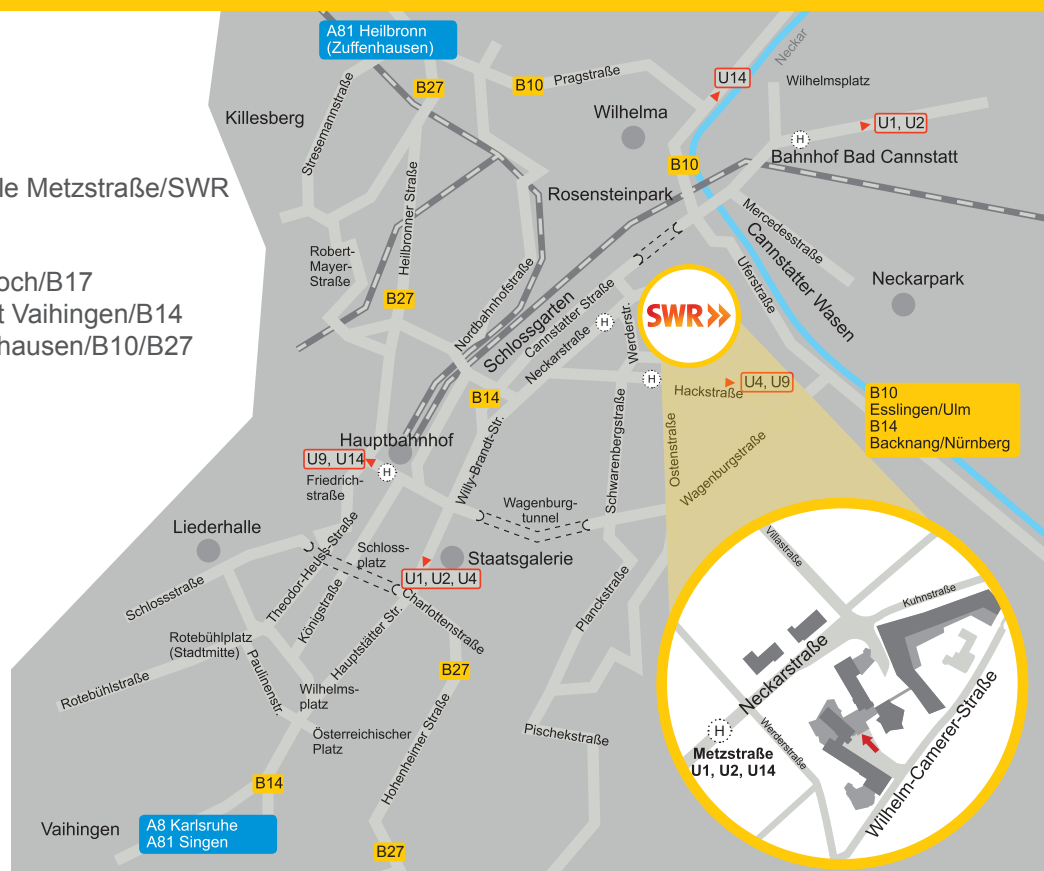 A81 Heilbronn
(Zuffenhausen)
Neckar
B27
B10
Pragstraße
U14
Wilhelmsplatz
Killesberg
Stresemannstraße
Wilhelma
U1, U2
B10
Bahnhof Bad Cannstatt
H
le Metzstraße/SWR
Rosensteinpark
Heilbronner Straße
Mercedesstraße
Cannstatter Wasen
Robert-
Mayer-
Straße
och/B17
t Vaihingen/B14
hausen/B10/B27
B27
Nordbahnhofstraße
Uferstraße
Neckarpark
Schlossgarten
Cannstatter Straße
Neckarstraße
H
Werderstr.
SWR
H
Hackstraße
U4, U9
B14
B10
Esslingen/Ulm
B14
Backnang/Nürnberg
Hauptbahnhof
U9, U14
H
Friedrich-
straße
Willy-Brandt-Str.
Schwarenbergstraße
Ostenstraße
Wagenburgstraße
Wagenburg-
tunnel
Liederhalle
Theodor-Heuss-Straße
Schloss-
platz
Staatsgalerie
U1, U2, U4
Schlossstraße
Königstraße
Hauptstätter Str.
Charlottenstraße
Planckstraße
Rotebühlplatz
(Stadtmitte)
Paulinenstr.
Rotebühlstraße
Wilhelms-
platz
B27
Österreichischer
Platz
Hohenheimer Straße
Pischekstraße
B14
Vaihingen
A8 Karlsruhe
A81 Singen
B27
Villastraße
Kuhnstraße
Neckarstraße
Werderstraße
H
Metzstraße
U1, U2, U14
Wilhelm-Camerer-Straße